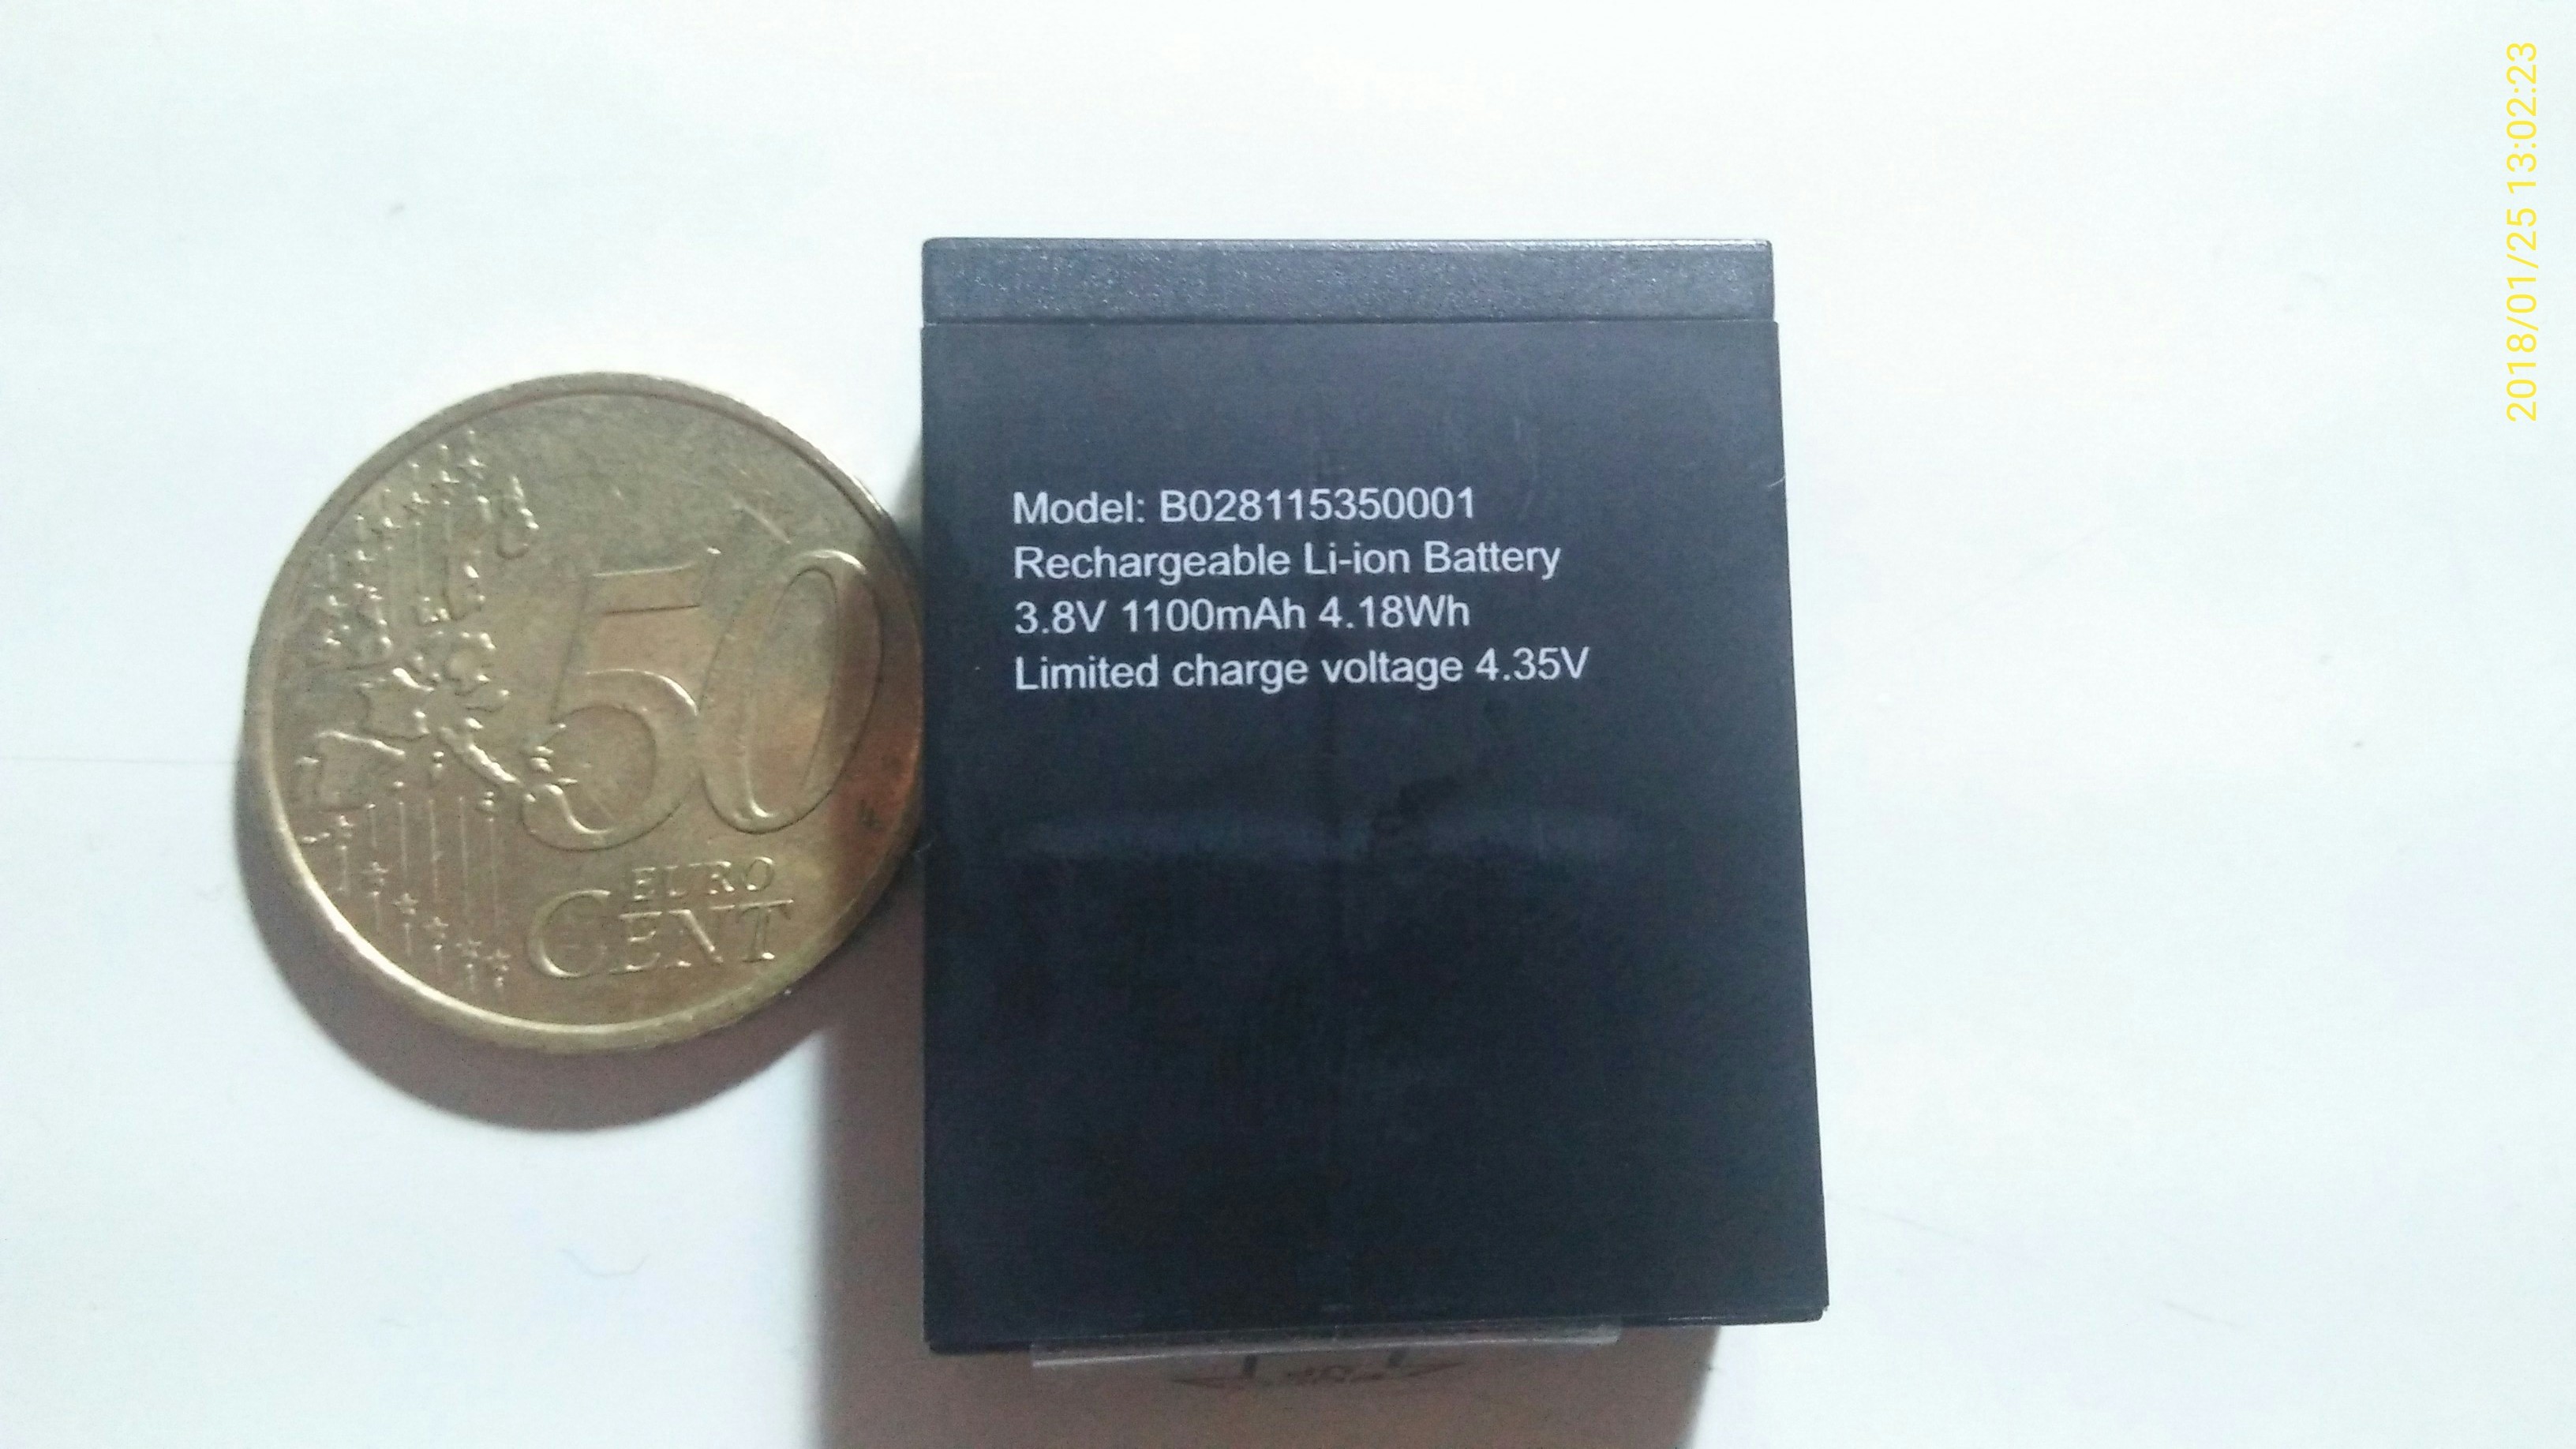 50
EURO
CENT
Model: B028115350001
Rechargeable Li-ion Battery
3.8V 1100mAh 4.18Wh
Limited charge voltage 4.35V
2018/01/25 13:02:23